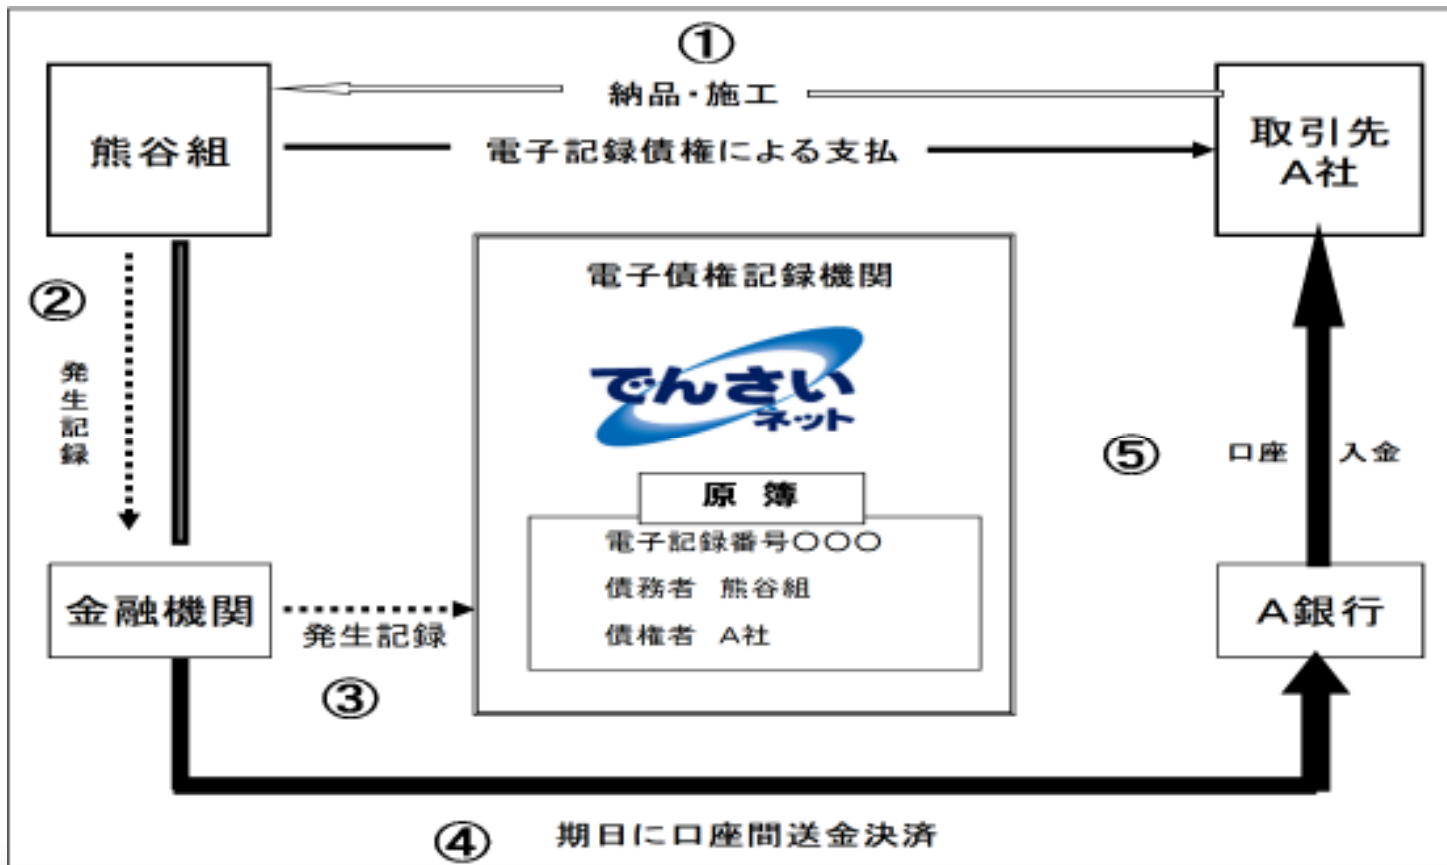 ①
納品・施工
熊谷組
電子記録債権による支払
取引先
A社
②
発生記録
電子債権記録機関
でんさい
ネット
原簿
電子記録番号〇〇〇
債務者 熊谷組
債権者 A社
金融機関
発生記録
③
⑤
口座 入金
A銀行
④
期日に口座間送金決済